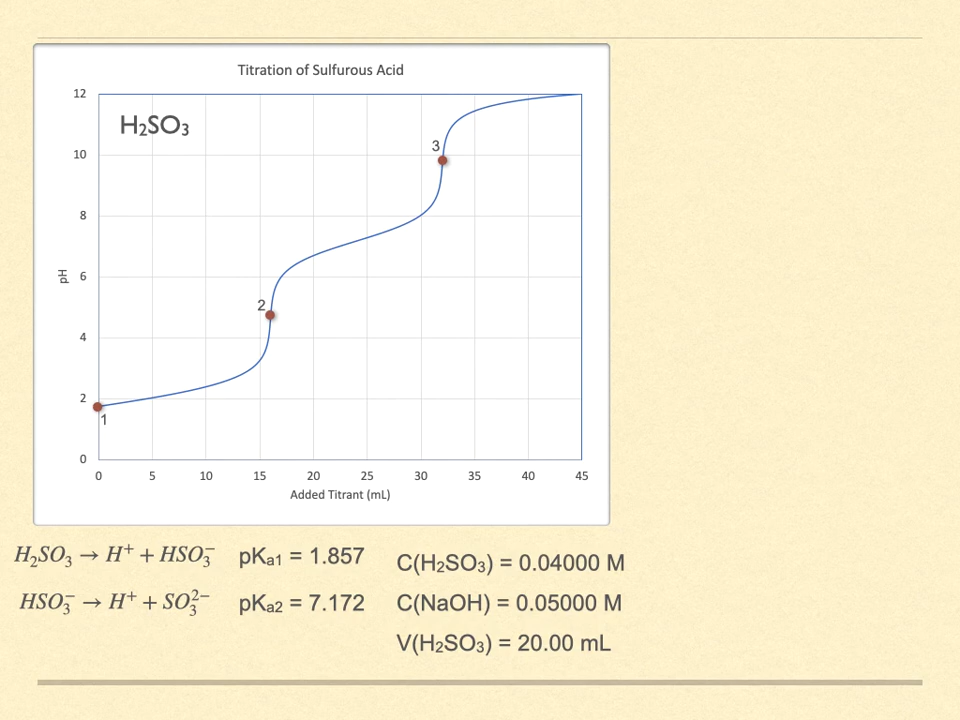 Titration of Sulfurous Acid
12
H₂SO₃
10
3
8
pH
6
2
4
2
1
0
0 5 10 15 20 25 30 35 40 45
Added Titrant (mL)
H₂SO₃ → H⁺ + HSO₃⁻ pKa1 = 1.857
C(H₂SO₃) = 0.04000 M
HSO₃⁻ → H⁺ + SO₃²⁻ pKa2 = 7.172
C(NaOH) = 0.05000 M
V(H₂SO₃) = 20.00 mL